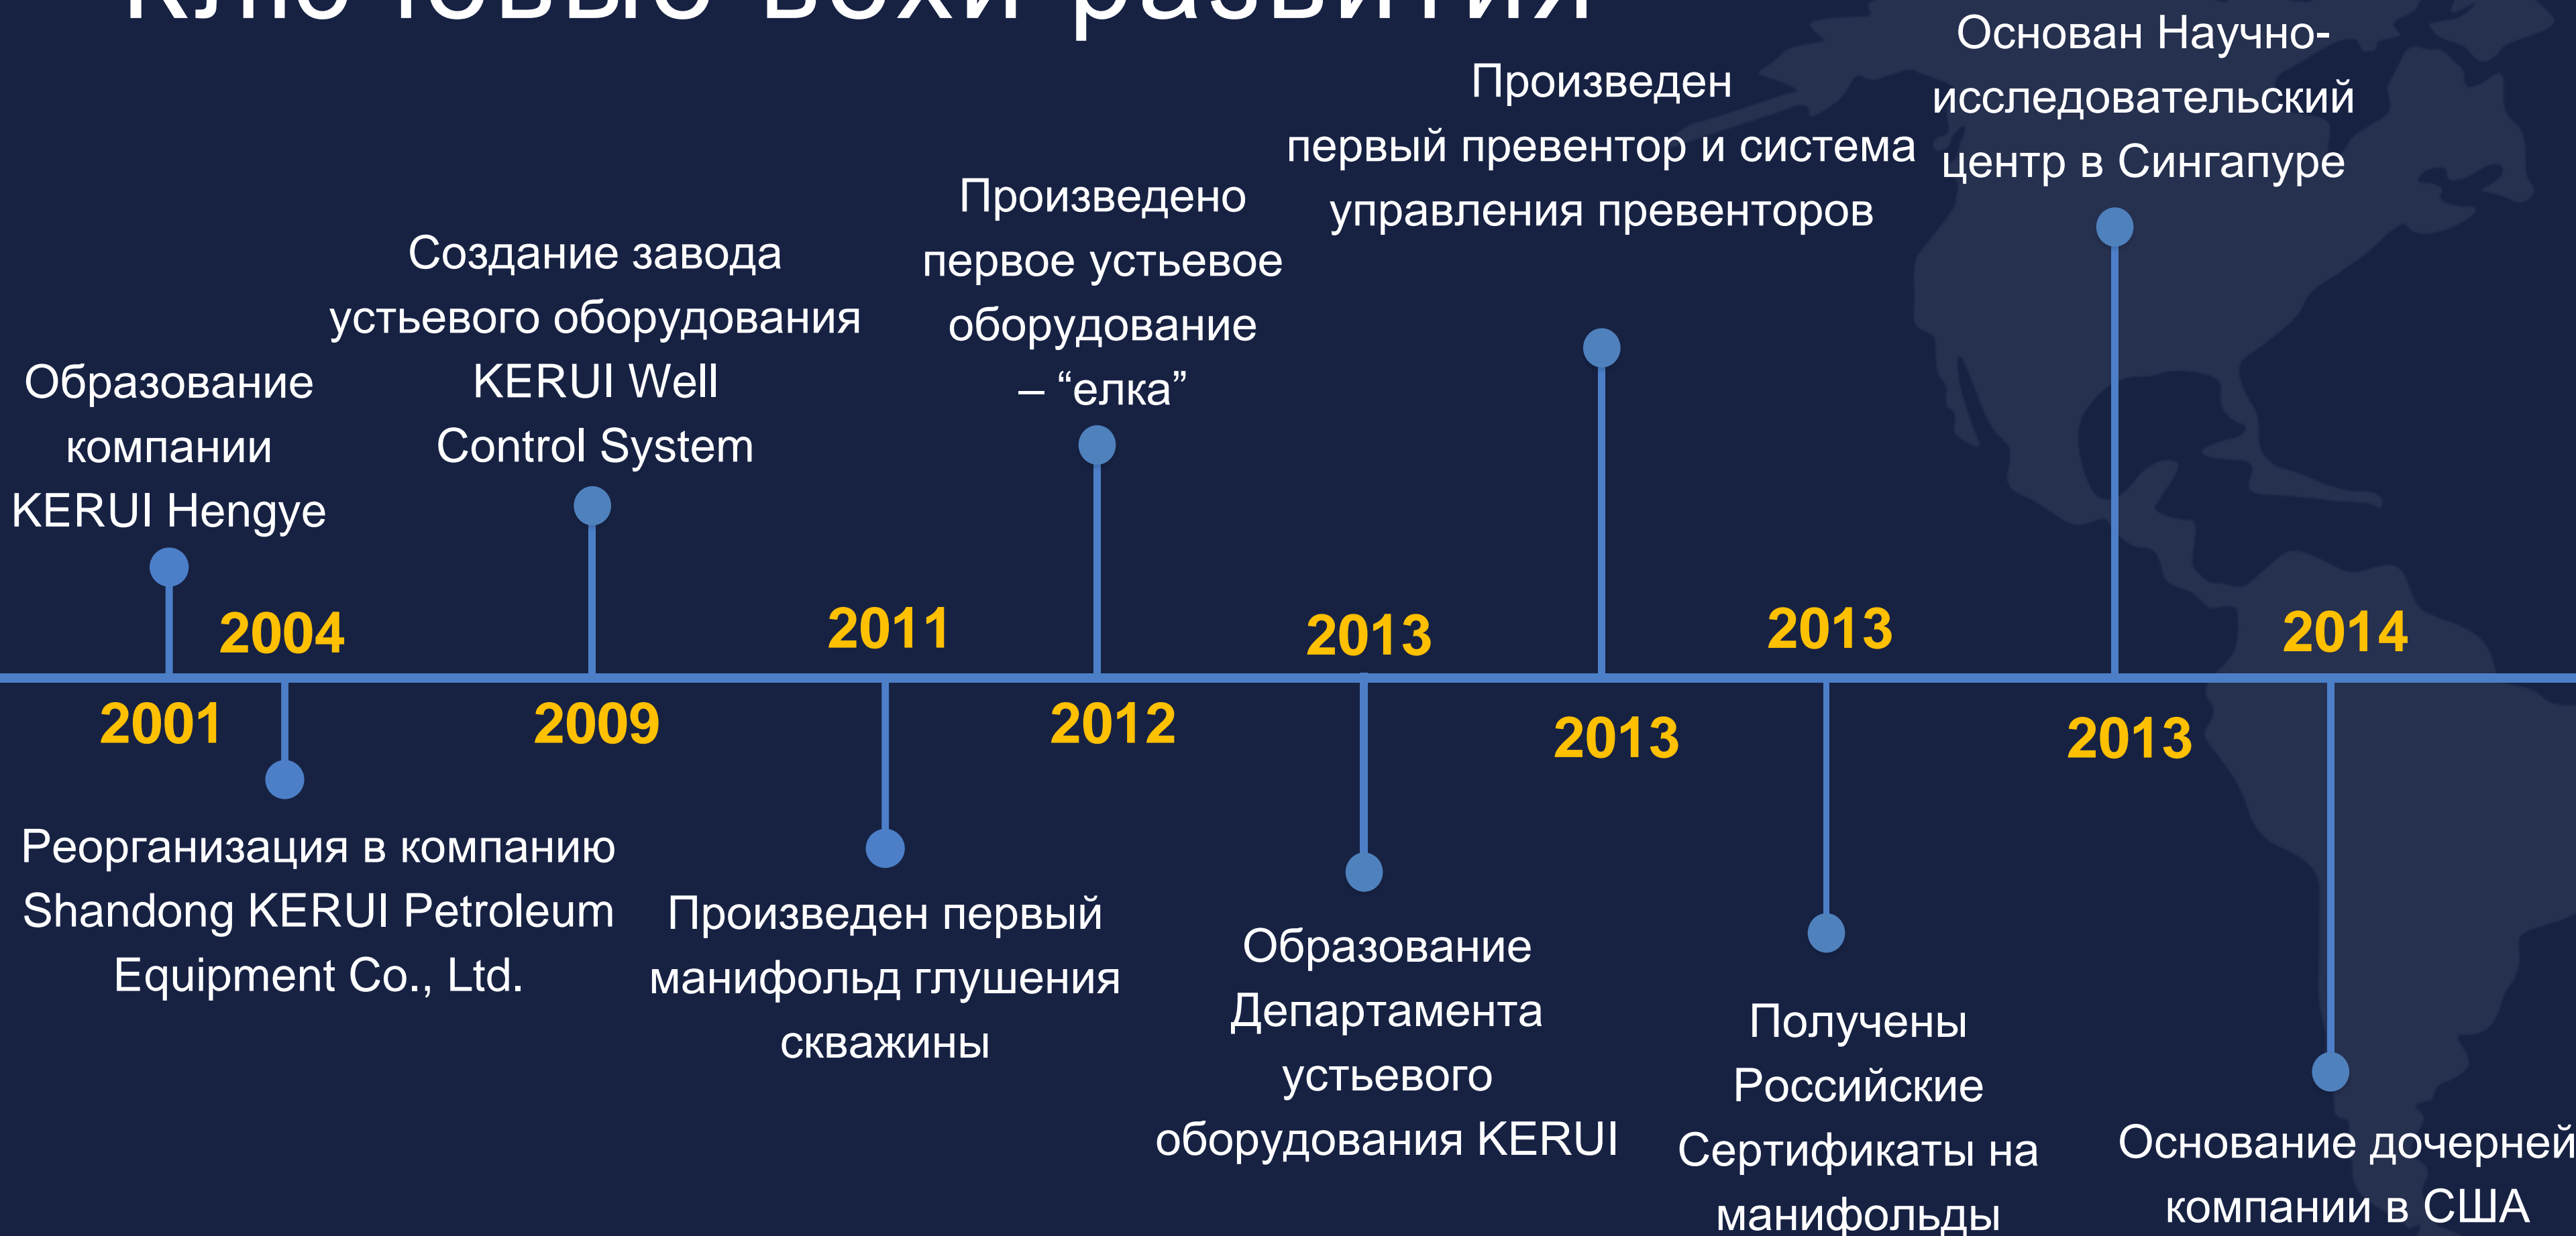 Ключевые вехи развития
Образование
компании
KERUI Hengye
2001
2004
Реорганизация в компанию
Shandong KERUI Petroleum
Equipment Co., Ltd.
Создание завода
устьевого оборудования
KERUI Well
Control System
2009
2011
Произведен первый
манифольд глушения
скважины
Произведено
первое устьевое
оборудование
– “елка”
2012
2013
Образование
Департамента
устьевого
оборудования KERUI
Произведен
первый превентор и система
управления превенторов
2013
2013
Получены
Российские
Сертификаты на
манифольды
Основан Научно-
исследовательский
центр в Сингапуре
2013
2014
Основание дочерней
компании в США